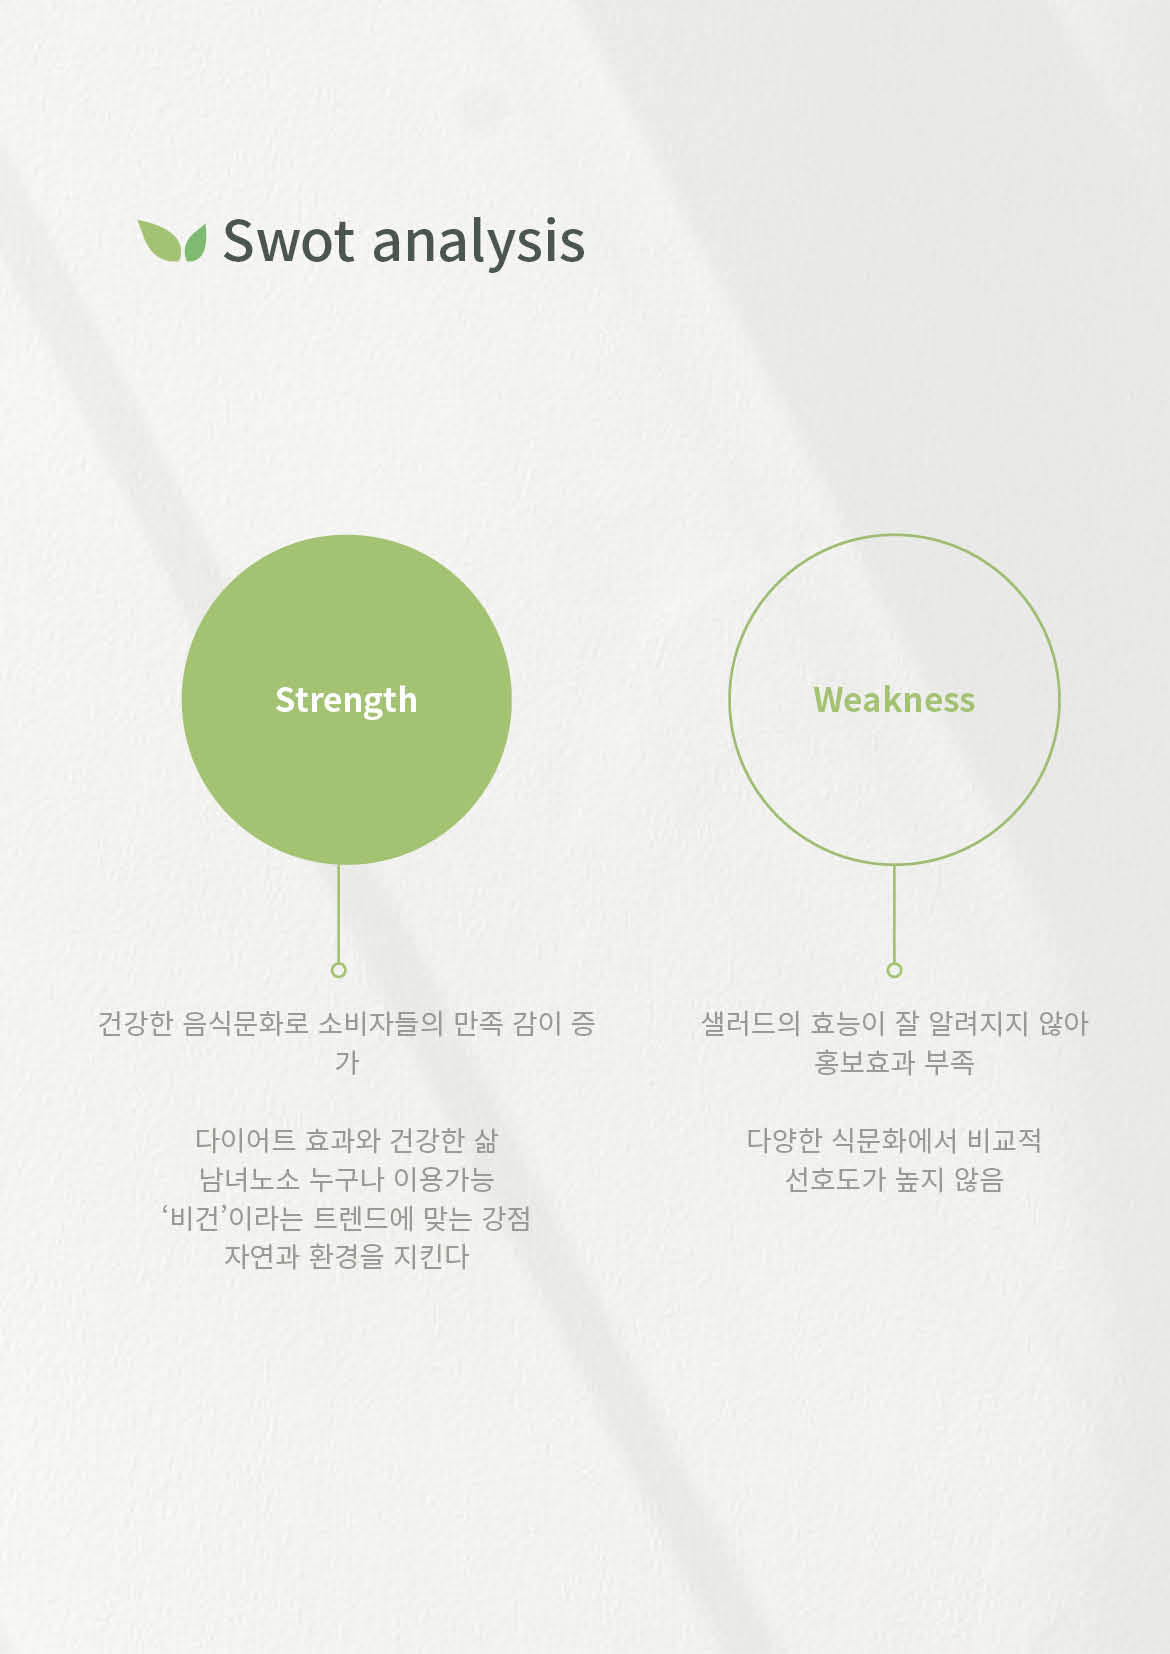 Swot analysis
Strength
건강한 음식문화로 소비자들의 만족 감이 증
가
다이어트 효과와 건강한 삶
남녀노소 누구나 이용가능
‘비건’이라는 트렌드에 맞는 강점
자연과 환경을 지킨다
Weakness
샐러드의 효능이 잘 알려지지 않아
홍보효과 부족
다양한 식문화에서 비교적
선호도가 높지 않음